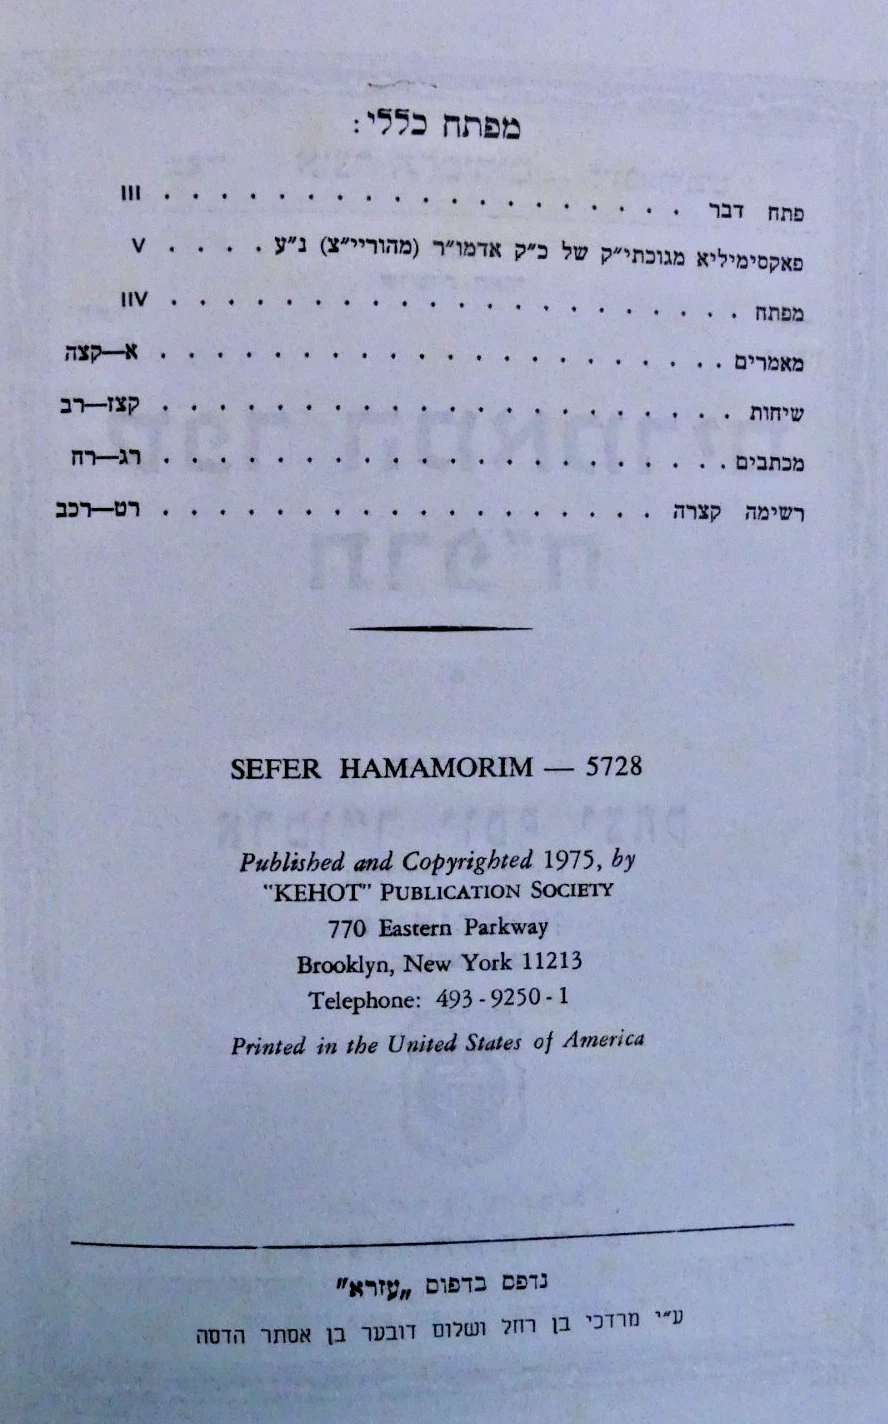 מפתח כללי:
פתח דבר . . . . . . . . . . . . . . . . . . . III
פאקסימיליא מגוכתי״ק של כ״ק אדמו״ר (מהוריי״צ) נ״ע . . . . V
מפתח . . . . . . . . . . . . . . . . . . . . VII
מאמרים . . . . . . . . . . . . . . . . . . . . א—קצה
שיחות . . . . . . . . . . . . . . . . . . . . קצז—רב
מכתבים . . . . . . . . . . . . . . . . . . . . רג—רח
רשימה קצרה . . . . . . . . . . . . . . . . . רט—רכב
SEFER HAMAMORIM — 5728
Published and Copyrighted 1975, by
"KEHOT" PUBLICATION SOCIETY
770 Eastern Parkway
Brooklyn, New York 11213
Telephone: 493-9250-1
Printed in the United States of America
נדפס בדפוס „עזרא״
ע״י מרדכי בן רחל ושלום דובער בן אסתר הדסה